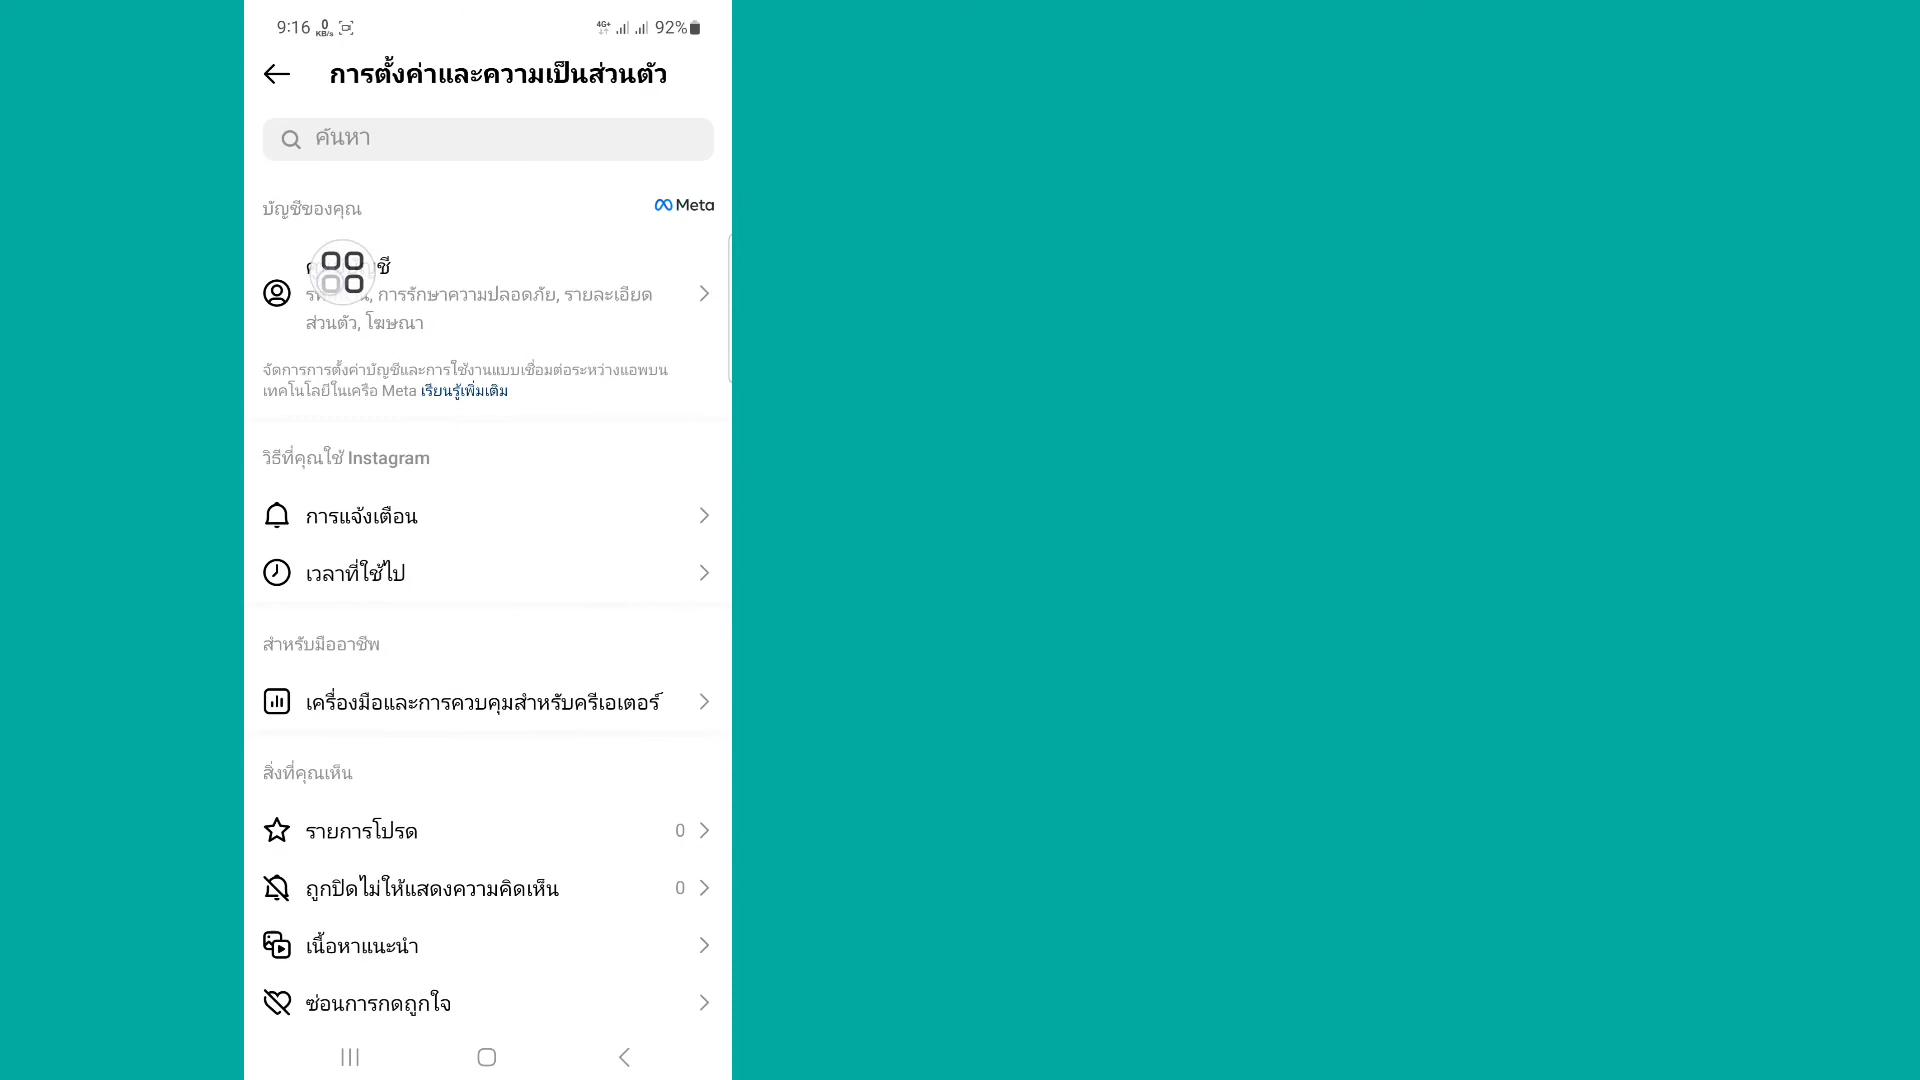 9:16 0 KB/s 4G+ 92%
การตั้งค่าและความเป็นส่วนตัว
ค้นหา
บัญชีของคุณ Meta
การรักษาความปลอดภัย, รายละเอียด
ส่วนตัว, โฆษณา
จัดการการตั้งค่าบัญชีและการใช้งานแบบเชื่อมต่อระหว่างแอพบน
เทคโนโลยีในเครือ Meta เรียนรู้เพิ่มเติม
วิธีที่คุณใช้ Instagram
การแจ้งเตือน
เวลาที่ใช้ไป
สำหรับมืออาชีพ
เครื่องมือและการควบคุมสำหรับครีเอเตอร์
สิ่งที่คุณเห็น
รายการโปรด 0
ถูกปิดไม่ให้แสดงความคิดเห็น 0
เนื้อหาแนะนำ
ซ่อนการกดถูกใจ